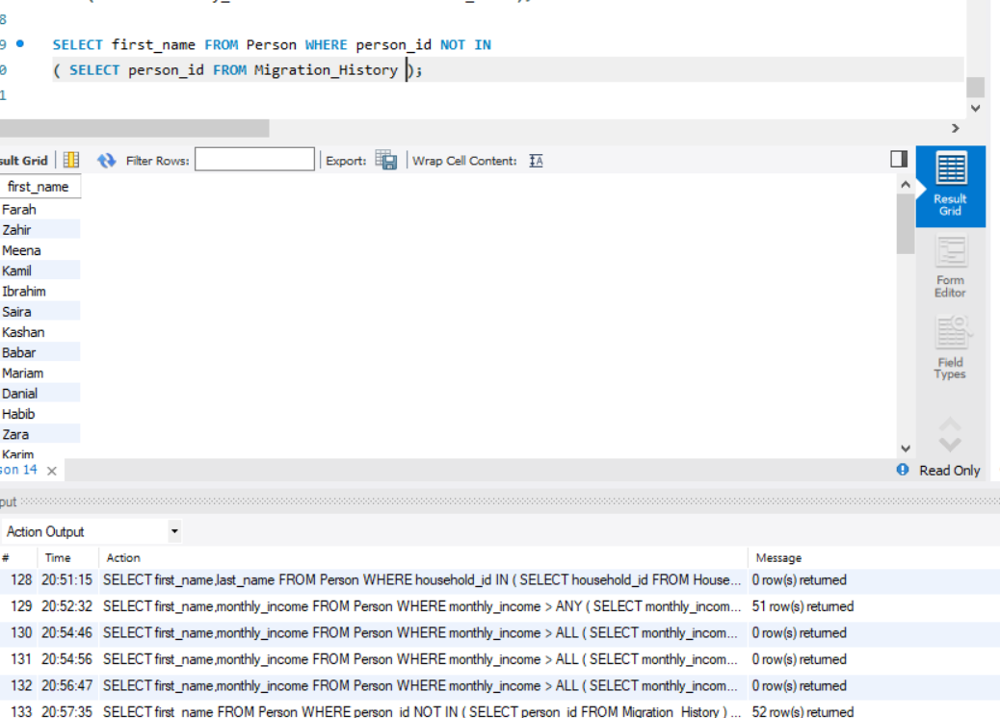 8
9 SELECT first_name FROM Person WHERE person_id NOT IN
0 ( SELECT person_id FROM Migration_History );
1
sult Grid Filter Rows: Export: Wrap Cell Content: IA
first_name
Farah
Zahir
Meena
Kamil
Ibrahim
Saira
Kashan
Babar
Mariam
Danial
Habib
Zara
Karim
Result
Grid
Form
Editor
Field
Types
son 14 ×
Read Only
put
Action Output
# Time Action Message
128 20:51:15 SELECT first_name,last_name FROM Person WHERE household_id IN ( SELECT household_id FROM House... 0 row(s) returned
129 20:52:32 SELECT first_name,monthly_income FROM Person WHERE monthly_income > ANY ( SELECT monthly_incom... 51 row(s) returned
130 20:54:46 SELECT first_name,monthly_income FROM Person WHERE monthly_income > ALL ( SELECT monthly_incom... 0 row(s) returned
131 20:54:56 SELECT first_name,monthly_income FROM Person WHERE monthly_income > ALL ( SELECT monthly_incom... 0 row(s) returned
132 20:56:47 SELECT first_name,monthly_income FROM Person WHERE monthly_income > ALL ( SELECT monthly_incom... 0 row(s) returned
133 20:57:35 SELECT first_name FROM Person WHERE person_id NOT IN ( SELECT person_id FROM Migration_History ) ... 52 row(s) returned